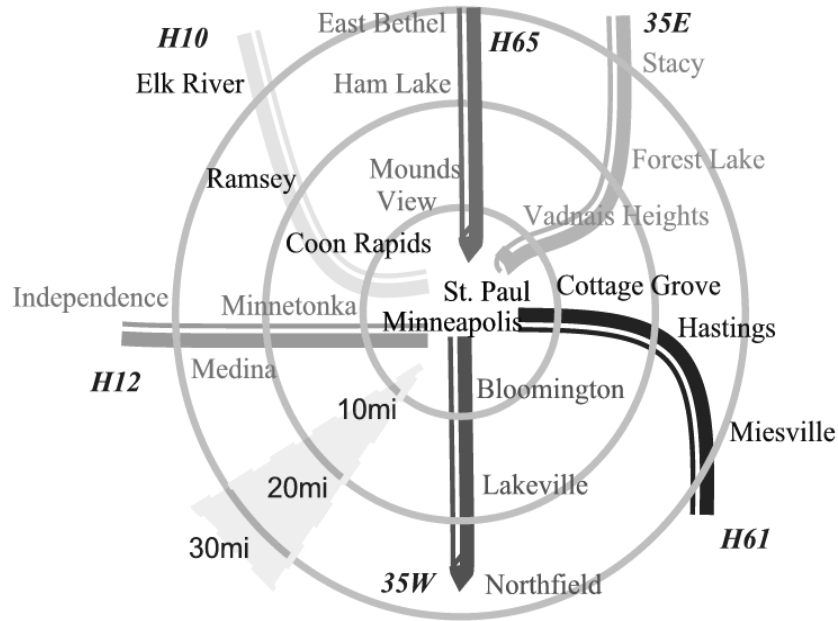 East Bethel
H10
H65
35E
Stacy
Elk River
Ham Lake
Forest Lake
Mounds
View
Ramsey
Vadnais Heights
Coon Rapids
St. Paul
Cottage Grove
Independence
Minnetonka
Minneapolis
Hastings
Medina
H12
Bloomington
10mi
Miesville
20mi
Lakeville
30mi
H61
35W
Northfield